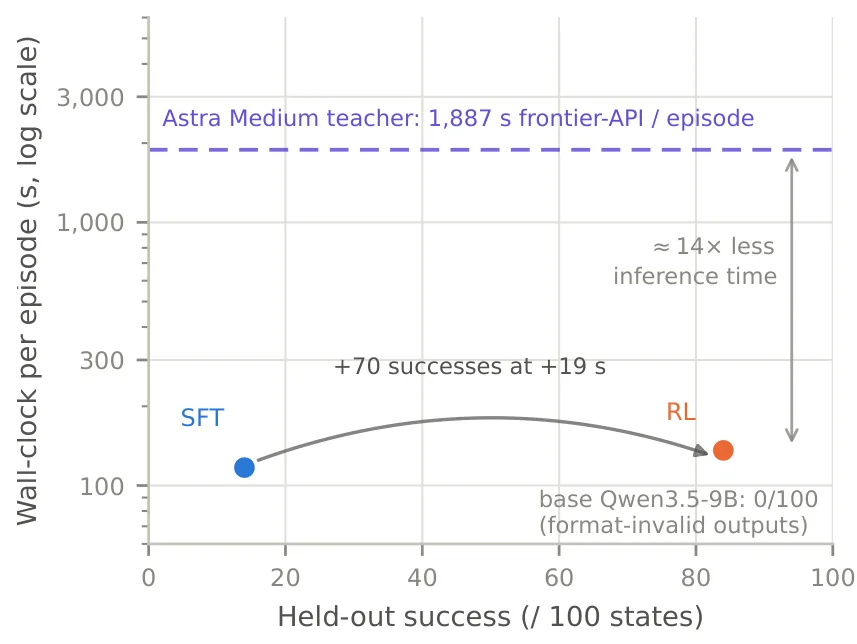 Wall-clock per episode (s, log scale)
3,000
1,000
300
100
Astra Medium teacher: 1,887 s frontier-API / episode
≈ 14× less
inference time
+70 successes at +19 s
SFT
RL
base Qwen3.5-9B: 0/100
(format-invalid outputs)
0
20
40
60
80
100
Held-out success (/ 100 states)